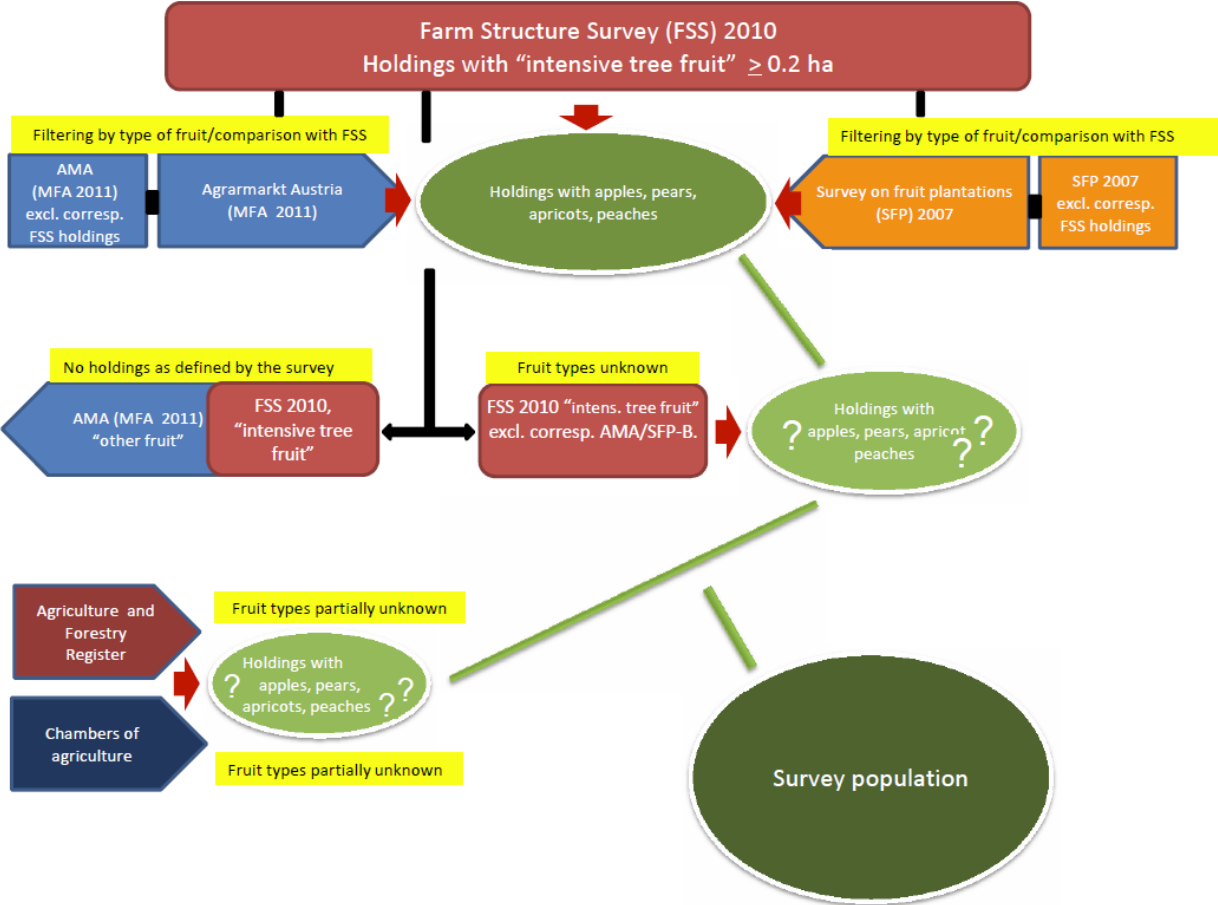 Farm Structure Survey (FSS) 2010
Holdings with “intensive tree fruit” ≥ 0.2 ha
Filtering by type of fruit/comparison with FSS
Filtering by type of fruit/comparison with FSS
AMA
(MFA 2011)
excl. corresp.
FSS holdings
Agrarmarkt Austria
(MFA 2011)
Holdings with apples, pears,
apricots, peaches
Survey on fruit plantations
(SFP) 2007
SFP 2007
excl. corresp.
FSS holdings
No holdings as defined by the survey
Fruit types unknown
AMA (MFA 2011)
“other fruit”
FSS 2010,
“intensive tree
fruit”
FSS 2010 “intens. tree fruit”
excl. corresp. AMA/SFP-B.
Holdings with
? apples, pears, apricot ?
peaches ?
Agriculture and
Forestry
Register
Fruit types partially unknown
Holdings with
? apples, pears, ?
apricots, peaches ?
Chambers of
agriculture
Fruit types partially unknown
Survey population